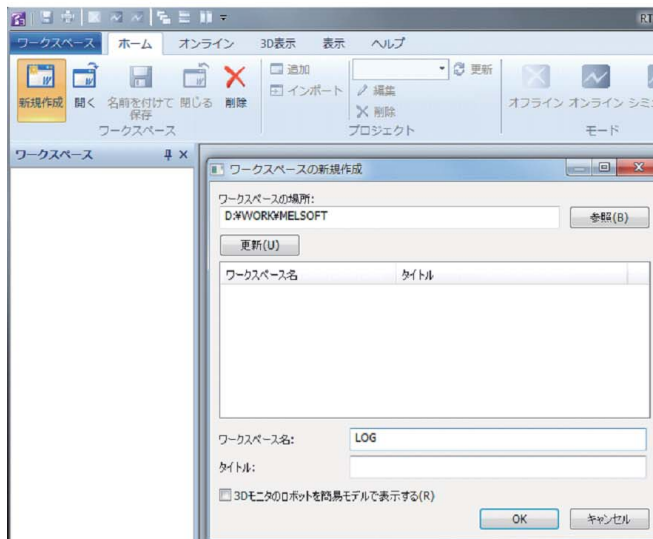 RT
ワークスペース ホーム オンライン 3D表示 表示 ヘルプ
新規作成 開く 名前を付けて保存 閉じる 削除
追加
インポート
更新
編集
削除
オフライン オンライン シミ
ワークスペース プロジェクト モード
ワークスペース
ワークスペースの新規作成
ワークスペースの場所:
D:¥WORK¥MELSOFT 参照(B)
更新(U)
ワークスペース名 タイトル
ワークスペース名: LOG
タイトル:
3Dモニタのロボットを簡易モデルで表示する(R)
OK キャンセル